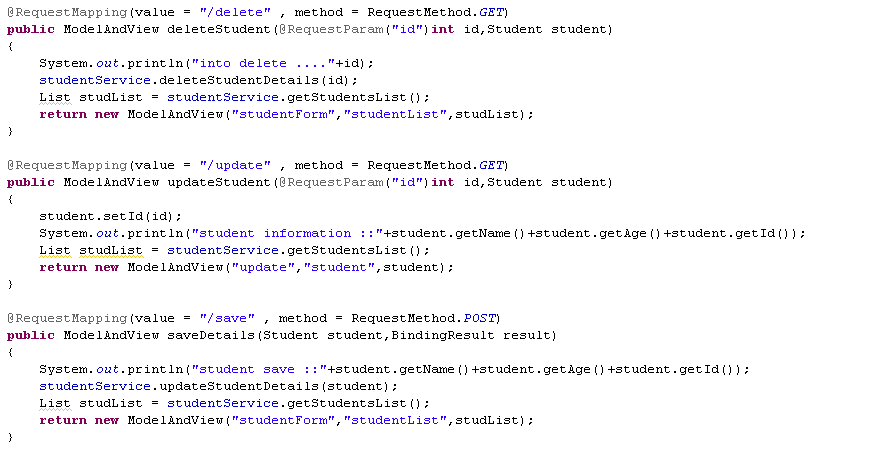 @RequestMapping(value = "/delete" , method = RequestMethod.GET)
public ModelAndView deleteStudent(@RequestParam("id")int id,Student student)
{
    System.out.println("into delete ...."+id);
    studentService.deleteStudentDetails(id);
    List studList = studentService.getStudentsList();
    return new ModelAndView("studentForm","studentList",studList);
}
@RequestMapping(value = "/update" , method = RequestMethod.GET)
public ModelAndView updateStudent(@RequestParam("id")int id,Student student)
{
    student.setId(id);
    System.out.println("student information ::"+student.getName()+student.getAge()+student.getId());
    List studList = studentService.getStudentsList();
    return new ModelAndView("update","student",student);
}
@RequestMapping(value = "/save" , method = RequestMethod.POST)
public ModelAndView saveDetails(Student student,BindingResult result)
{
    System.out.println("student save ::"+student.getName()+student.getAge()+student.getId());
    studentService.updateStudentDetails(student);
    List studList = studentService.getStudentsList();
    return new ModelAndView("studentForm","studentList",studList);
}